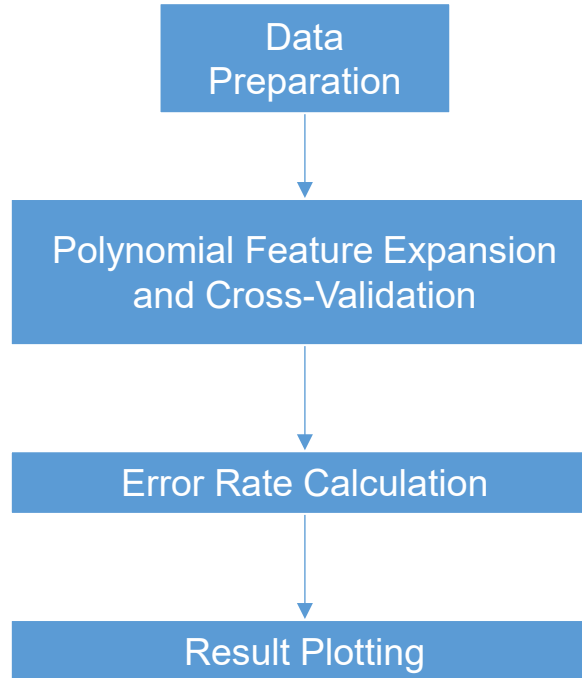 Data
Preparation
Polynomial Feature Expansion
and Cross-Validation
Error Rate Calculation
Result Plotting